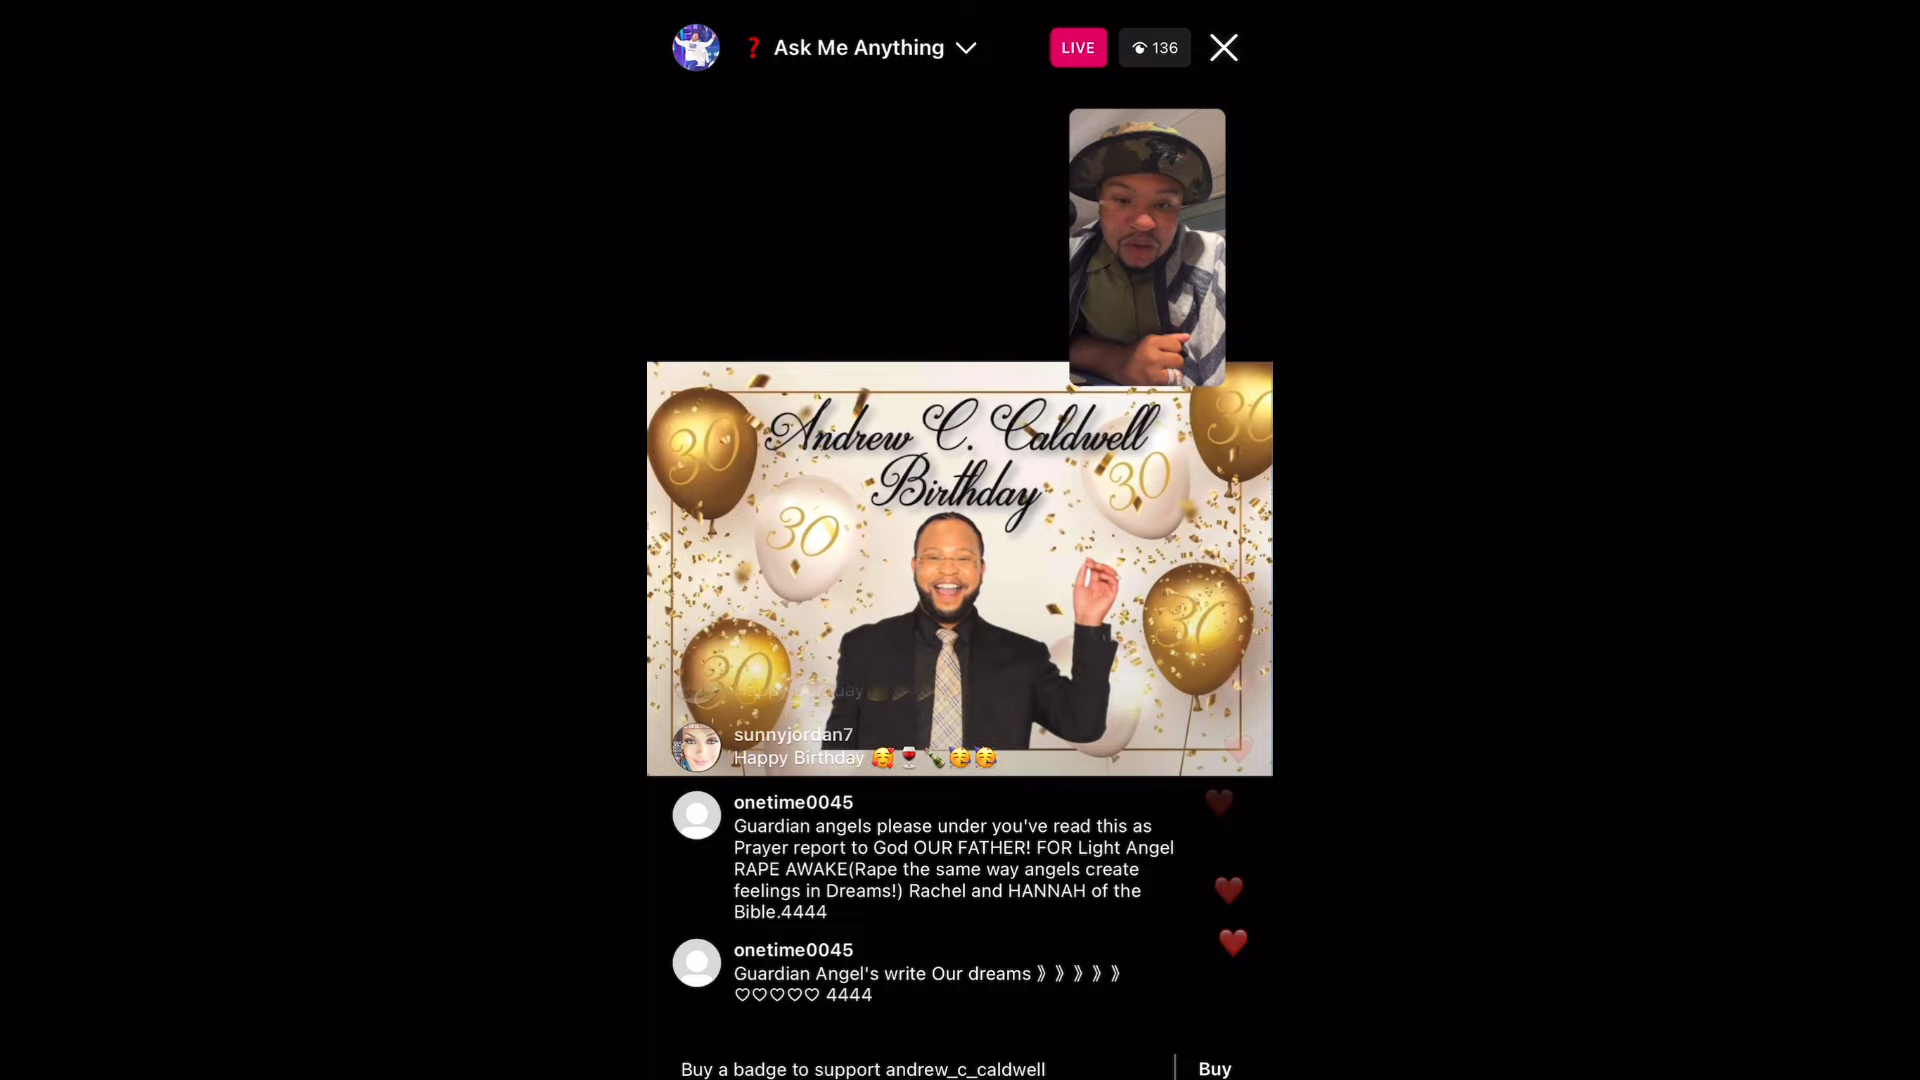 ❓ Ask Me Anything
LIVE
136
Andrew C. Caldwell
Birthday
30
30
30
30
30
30
Happy Birthday
sunnyjordan7
Happy Birthday 🥰🍷🍾🥳🥳
onetime0045
Guardian angels please under you've read this as
Prayer report to God OUR FATHER! FOR Light Angel
RAPE AWAKE(Rape the same way angels create
feelings in Dreams!) Rachel and HANNAH of the
Bible.4444
onetime0045
Guardian Angel's write Our dreams 》》》》》
♡♡♡♡♡ 4444
Buy a badge to support andrew_c_caldwell
Buy